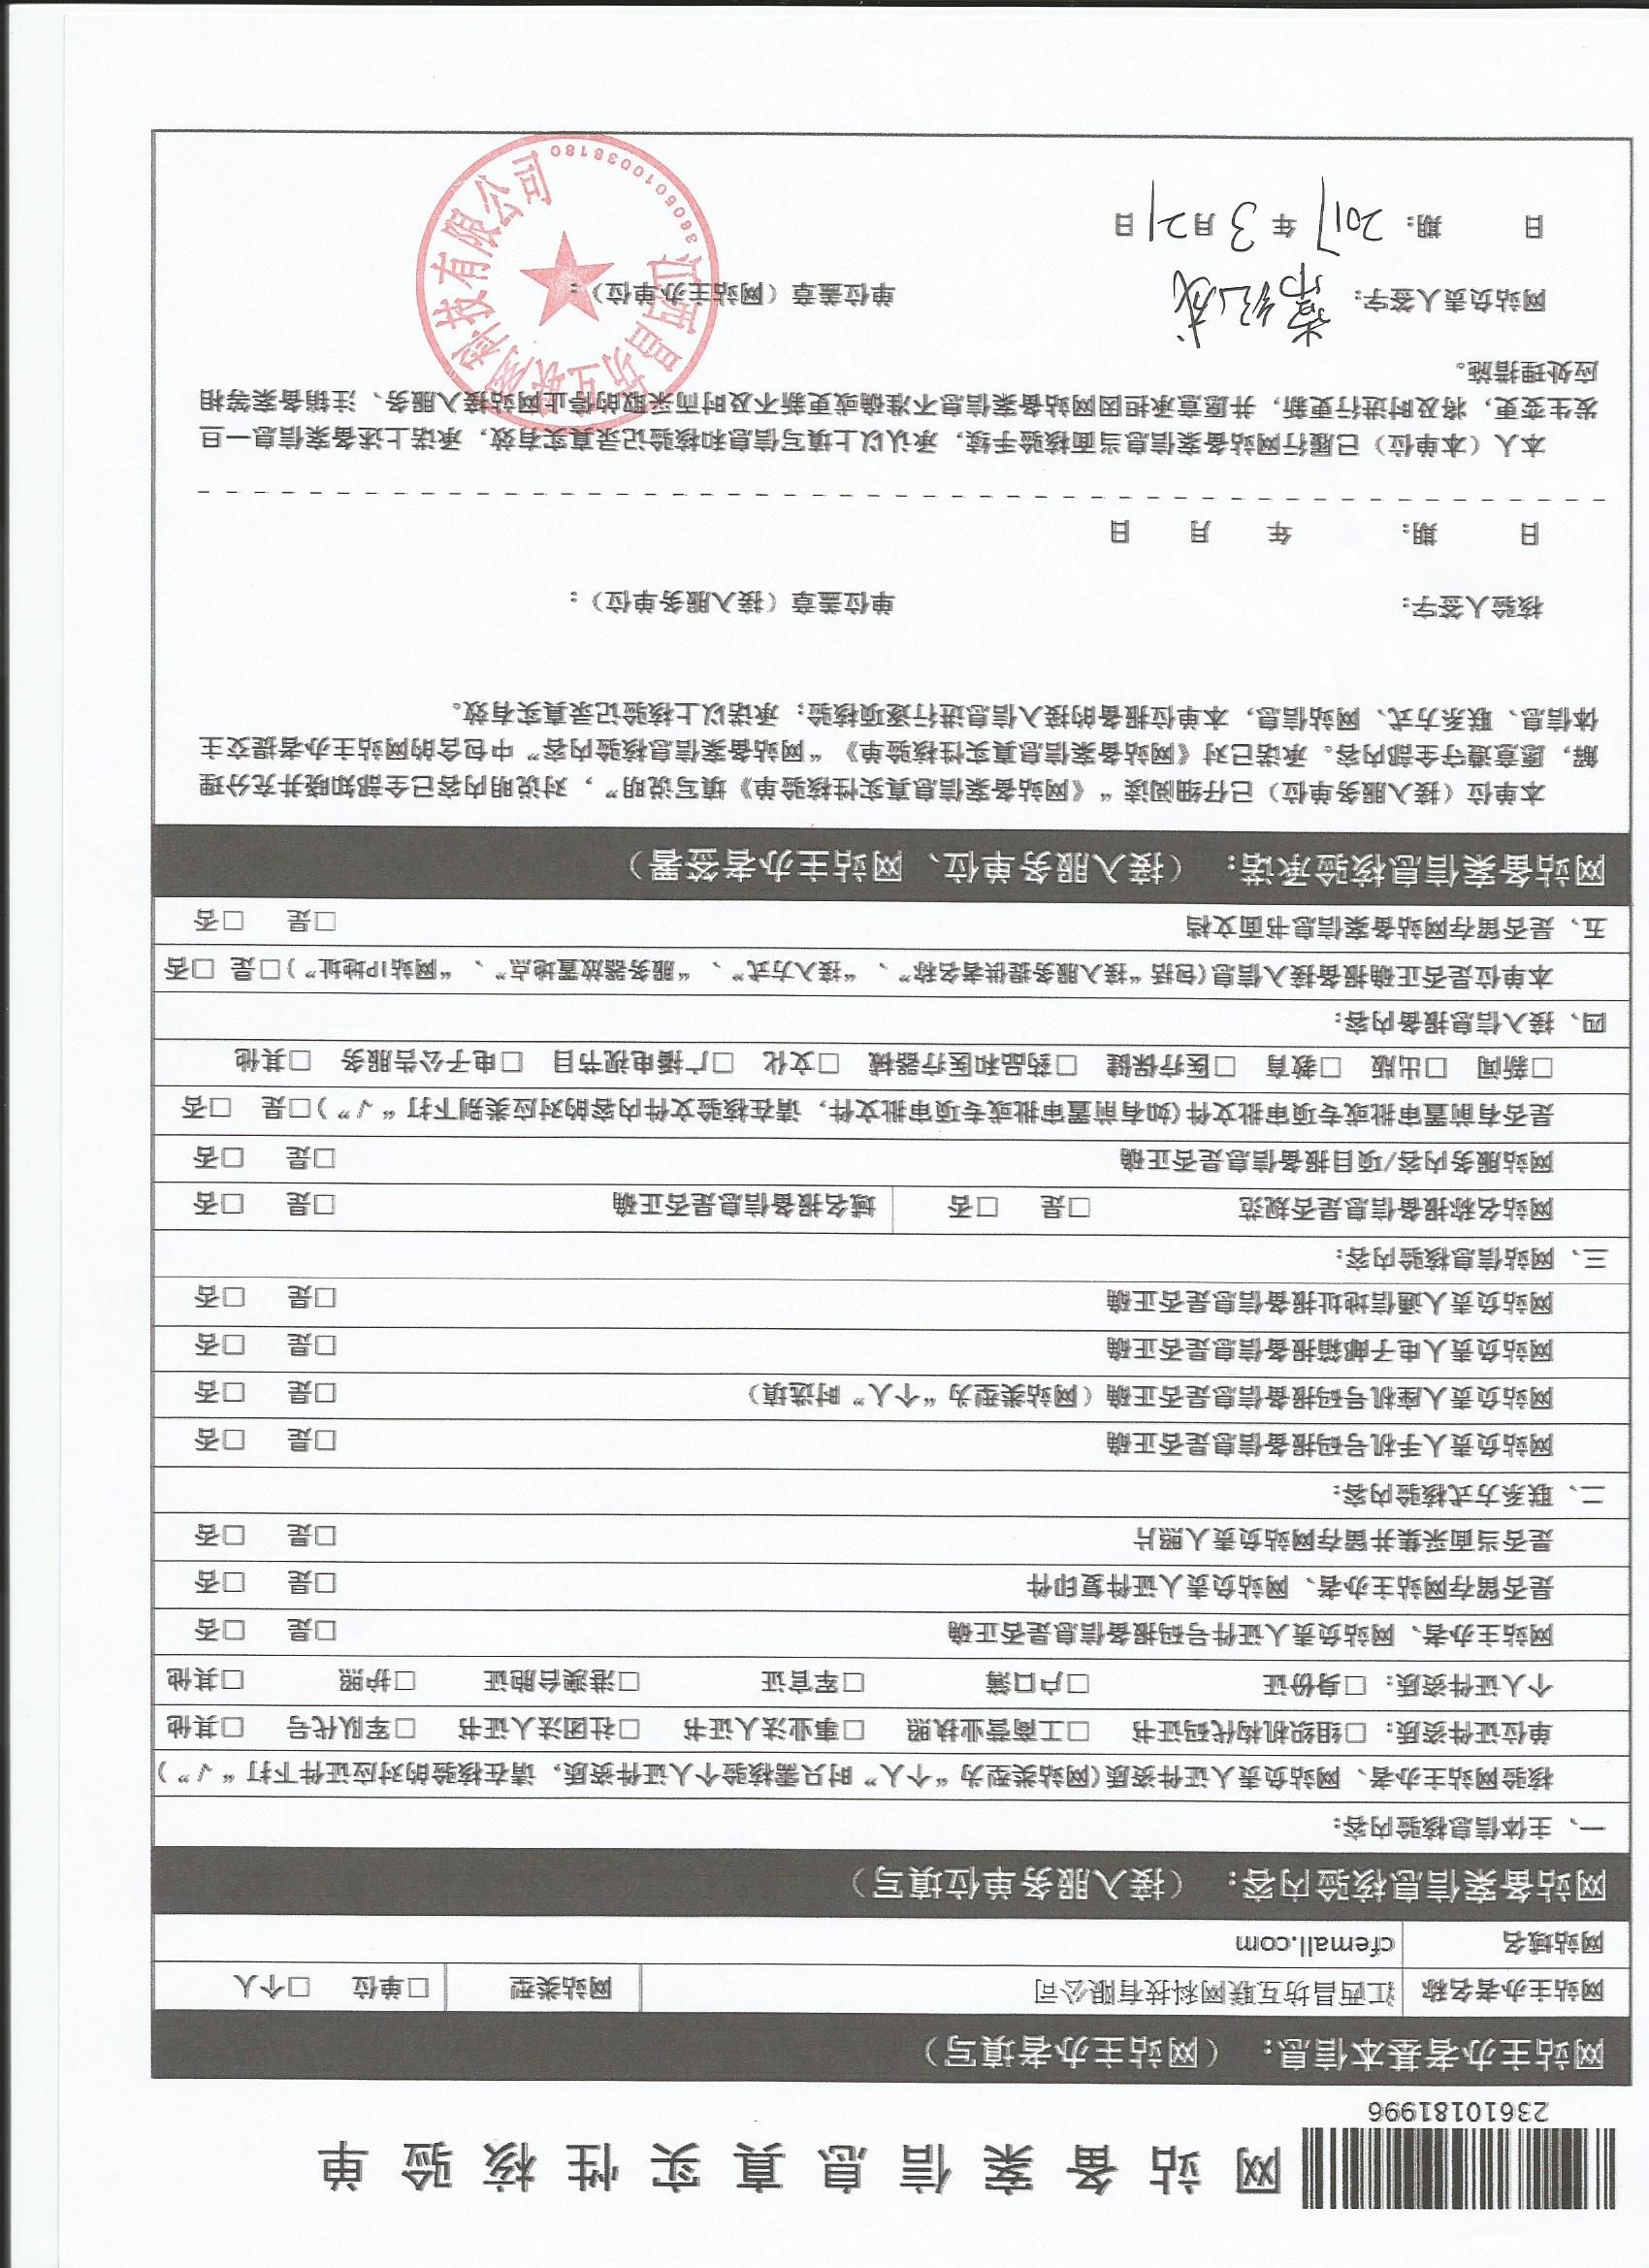 网站备案信息真实性核验单
23610181996
网站主办者基本信息：（网站主办者填写）
网站主办者名称 江西昌坊互联网科技有限公司 网站类型 □单位 □个人
网站域名 cfemall.com
网站备案信息核验内容：（接入服务单位填写）
一、主体信息核验内容：
核验网站主办者、网站负责人证件资质(网站类型为“个人”时只需核验个人证件资质，请在核验的对应证件下打“√”)
单位证件资质：□组织机构代码证书 □工商营业执照 □事业法人证书 □社团法人证书 □军队代号 □其他
个人证件资质：□身份证 □户口簿 □军官证 □港澳台胞证 □护照 □其他
网站主办者、网站负责人证件号码报备信息是否正确 □是 □否
是否留存网站主办者、网站负责人证件复印件 □是 □否
是否当面采集并留存网站负责人照片 □是 □否
二、联系方式核验内容：
网站负责人手机号码报备信息是否正确 □是 □否
网站负责人座机号码报备信息是否正确（网站类型为“个人”时选填） □是 □否
网站负责人电子邮箱报备信息是否正确 □是 □否
网站负责人通信地址报备信息是否正确 □是 □否
三、网站信息核验内容：
网站名称报备信息是否规范 □是 □否 域名报备信息是否正确 □是 □否
网站服务内容/项目报备信息是否正确 □是 □否
是否有前置审批或专项审批文件(如有前置审批或专项审批文件，请在核验文件内容的对应类别下打“√”)□是 □否
□新闻 □出版 □教育 □医疗保健 □药品和医疗器械 □文化 □广播电视节目 □电子公告服务 □其他
四、接入信息报备内容：
本单位是否正确报备接入信息(包括“接入服务提供者名称”、“接入方式”、“服务器放置地点”、“网站IP地址”)□是 □否
五、是否留存网站备案信息书面文档 □是 □否
网站备案信息核验承诺：（接入服务单位、网站主办者签署）
本单位（接入服务单位）已仔细阅读“《网站备案信息真实性核验单》填写说明”，对说明内容已全部知晓并充分理
解，愿意遵守全部内容。承诺已对《网站备案信息真实性核验单》“网站备案信息核验内容”中包含的网站主办者提交主
体信息、联系方式、网站信息，本单位报备的接入信息进行逐项核验；承诺以上核验记录真实有效。
核验人签字： 单位盖章（接入服务单位）：
日 期： 年 月 日
本人（本单位）已履行网站备案信息当面核验手续，承认以上填写信息和核验记录真实有效，承诺上述备案信息一旦
发生变更，将及时进行更新，并愿意承担因网站备案信息不准确或更新不及时而采取的停止网站接入服务、注销备案等相
应处理措施。
网站负责人签字：常纪成 单位盖章（网站主办单位）：
日 期：2017 年 3 月 21 日
江西昌坊互联网科技有限公司
3605010038180